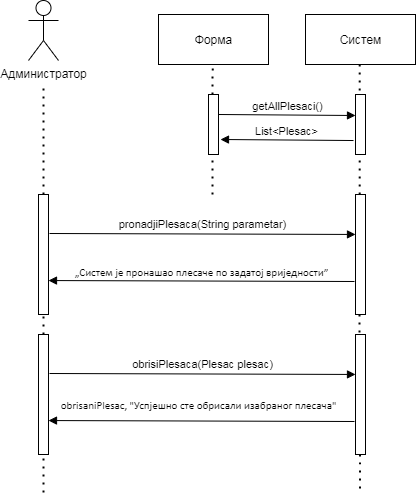 Форма
Систем
Администратор
getAllPlesaci()
List<Plesac>
pronadjiPlesaca(String parametar)
„Систем је пронашао плесаче по задатој вриједности”
obrisiPlesaca(Plesac plesac)
obrisaniPlesac, "Успјешно сте обрисали изабраног плесача"